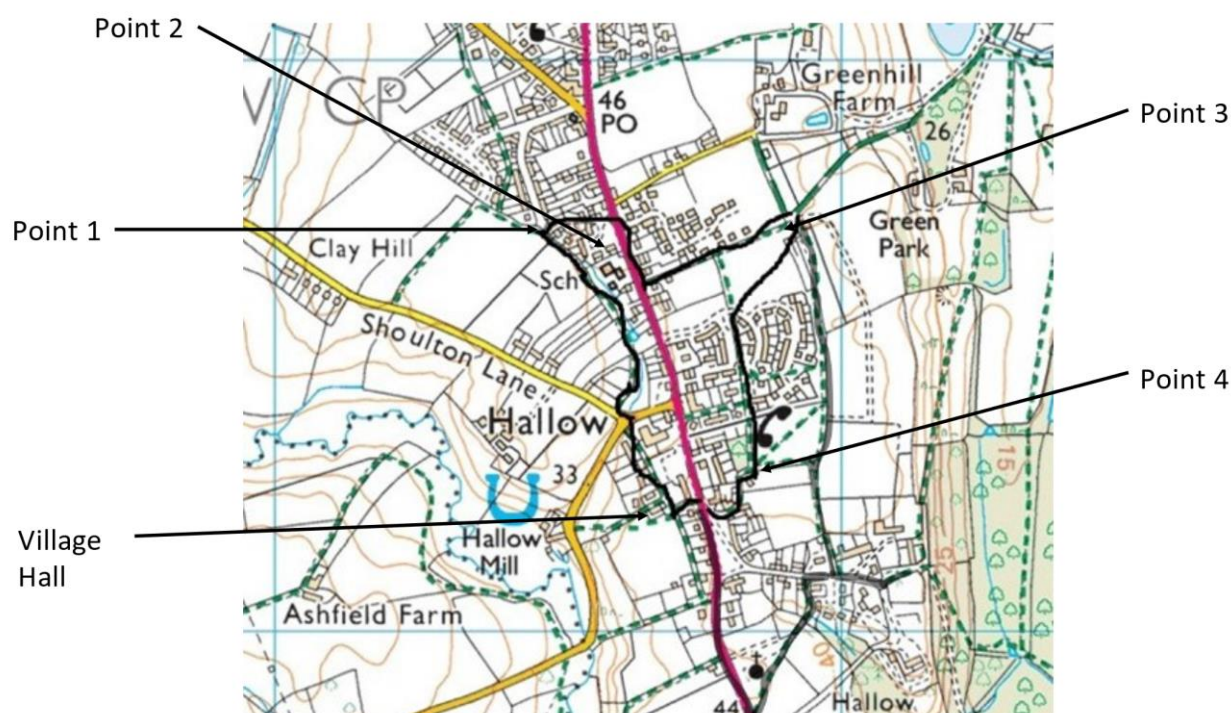 Point 2
CP
46
PO
Greenhill
Farm
Point 3
26
Point 1
Clay Hill
Green
Park
Sch
Shoulton Lane
Point 4
Hallow
33
15
Village
Hall
Hallow
Mill
25
Ashfield Farm
40
44
Hallow